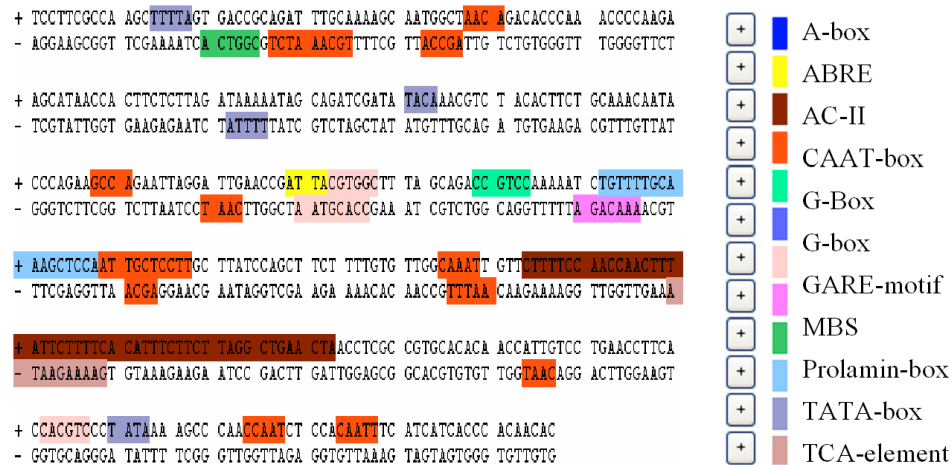 + TCCTTCGCCA AGCTTTTAGT GACCGCAGAT TTGCAAAAGC AATGGCTAAC AGACACCCAA ACCCCAAGA
- AGGAAGCGGT TCGAAAATCA CTGGCGTCTA AACGTTTTCG TTACCGATTG TCTGTGGGTT TGGGGTTCT
+ AGCATAACCA CTTCTCTTAG ATAAAAATAG CAGATCGATA TACAAACGTC T ACACTTCT GCAAACAATA
- TCGTATTGGT GAAGAGAATC TATTTTTATC GTCTAGCTAT ATGTTTGCAG A TGTGAAGA CGTTTGTTAT
+ CCCAGAAGCCC AGAATTAGGA TTGAACCGATT TACGTGGCTT TA GCAGACC GTCCAAAAAT CTGTTTTGCA
- GGGTCTTCGG TCTTAATCCT AACTTGGCTA ATGCACCGAA AT CGTCTGG CAGGTTTTTA GACAAAACGT
+ AAGCTCCAAT TGCTCCTTGC TTATCCAGCT TCT TTTGTG TTGGCAAAT TGTTCTTTTCC AACCAACTTT
- TTCGAGGTTA ACGAGGAACG AATAGGTCGA AGA AAACAC AACCGTTTAA CAAGAAAAGG TTGGTTGAAA
+ ATTCTTTTCA CATTTCTTCT TAGG CTGAA CTAACCTCGC CGTGCACACA ACCATTGTCC TGAACCTTCA
- TAAGAAAAGT GTAAAGAAGA ATCC GACTT GATTGGAGCG GCACGTGTGT TGGTAACAGG ACTTGGAAGT
+ CCACGTCCCT ATAAA AGCC CAACCAATCT CCACAATTTC ATCATCACCC ACAACAC
- GGTGCAGGGA TATTT TCGG GTTGGTTAGA GGTGTTAAAG TAGTAGTGGG TGTTGTG
+ A-box
+ ABRE
+ AC-II
+ CAAT-box
+ G-Box
+ G-box
+ GARE-motif
+ MBS
+ Prolamin-box
+ TATA-box
+ TCA-element